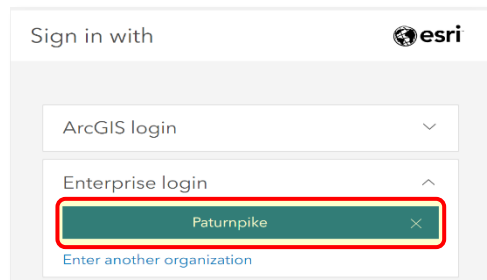 Sign in with
esri
ArcGIS login
Enterprise login
Paturnpike
Enter another organization